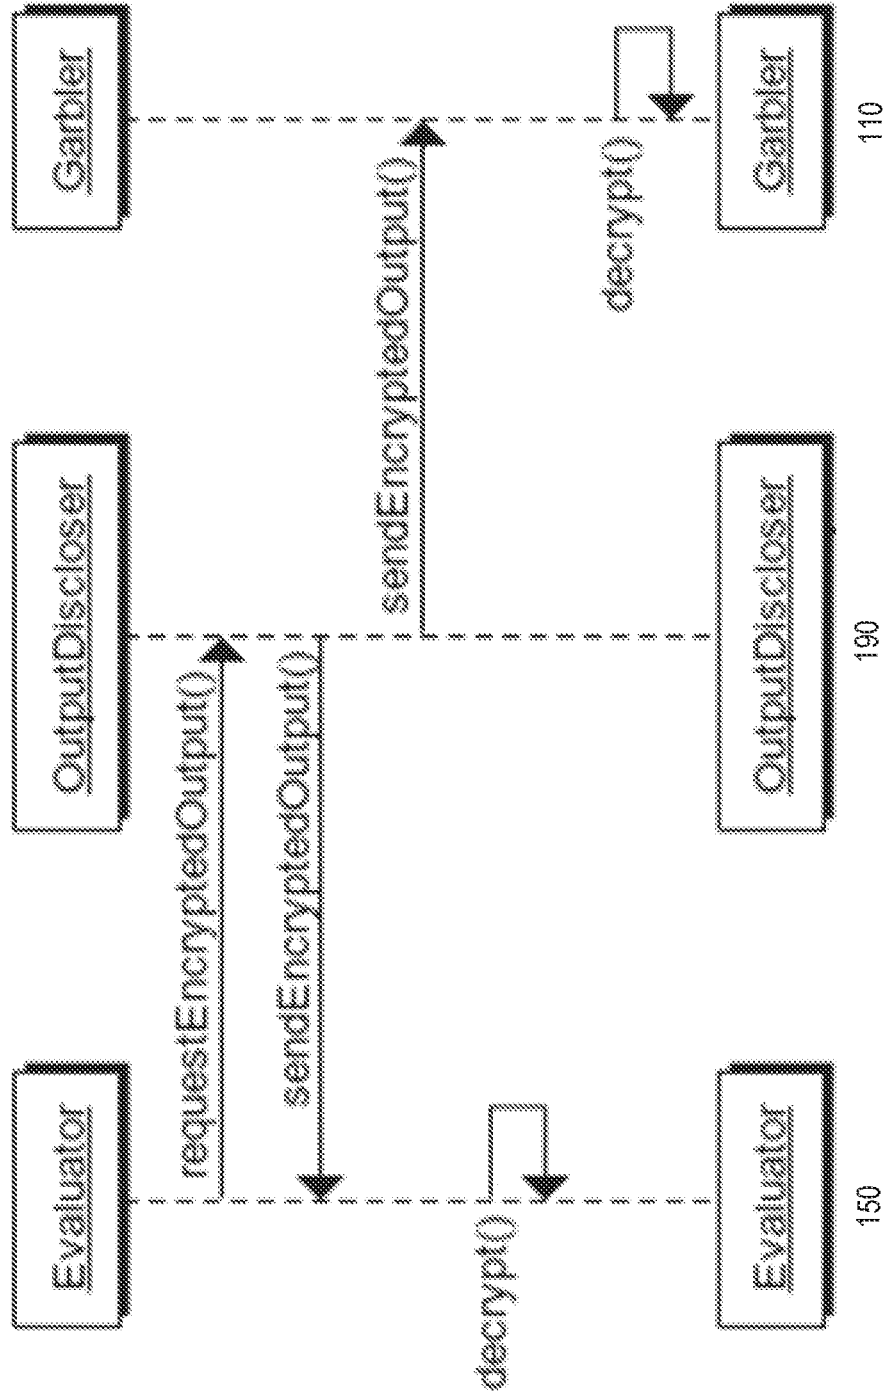 Evaluator
OutputDiscloser
Garbler
requestEncryptedOutput()
sendEncryptedOutput()
sendEncryptedOutput()
decrypt()
decrypt()
Evaluator
OutputDiscloser
Garbler
150
190
110